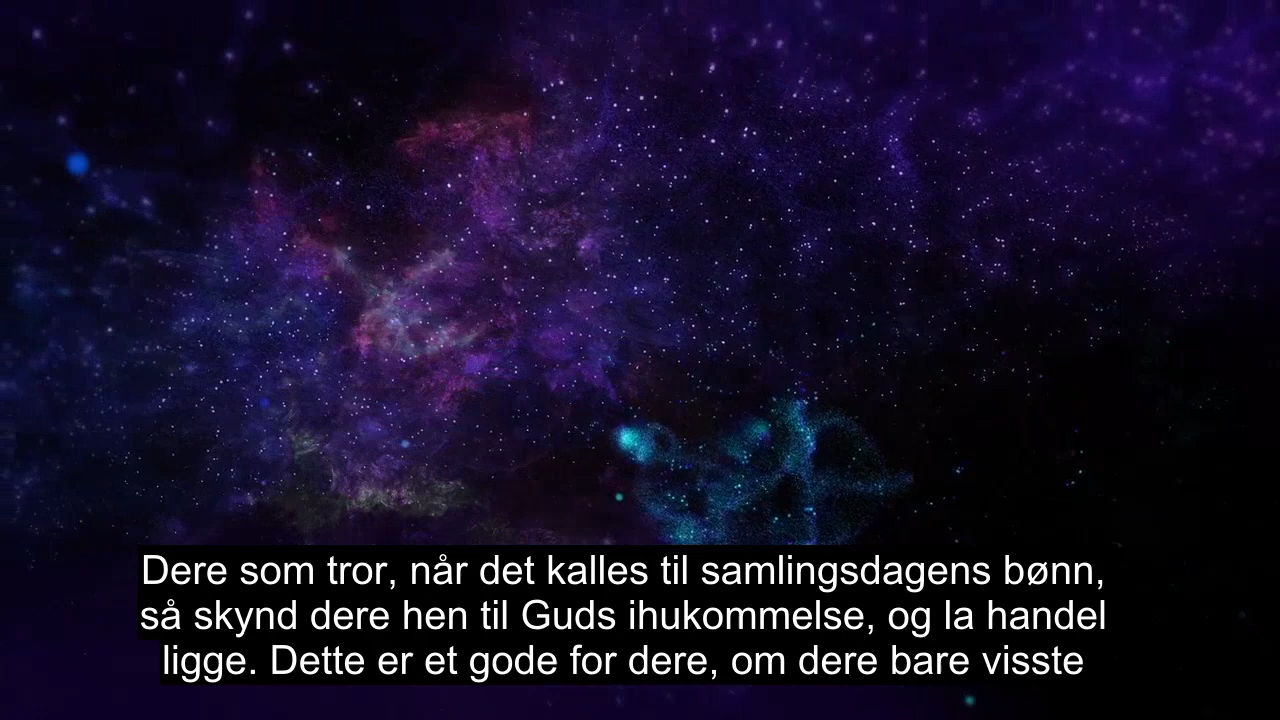 Dere som tror, når det kalles til samlingsdagens bønn,
så skynd dere hen til Guds ihukommelse, og la handel
ligge. Dette er et gode for dere, om dere bare visste